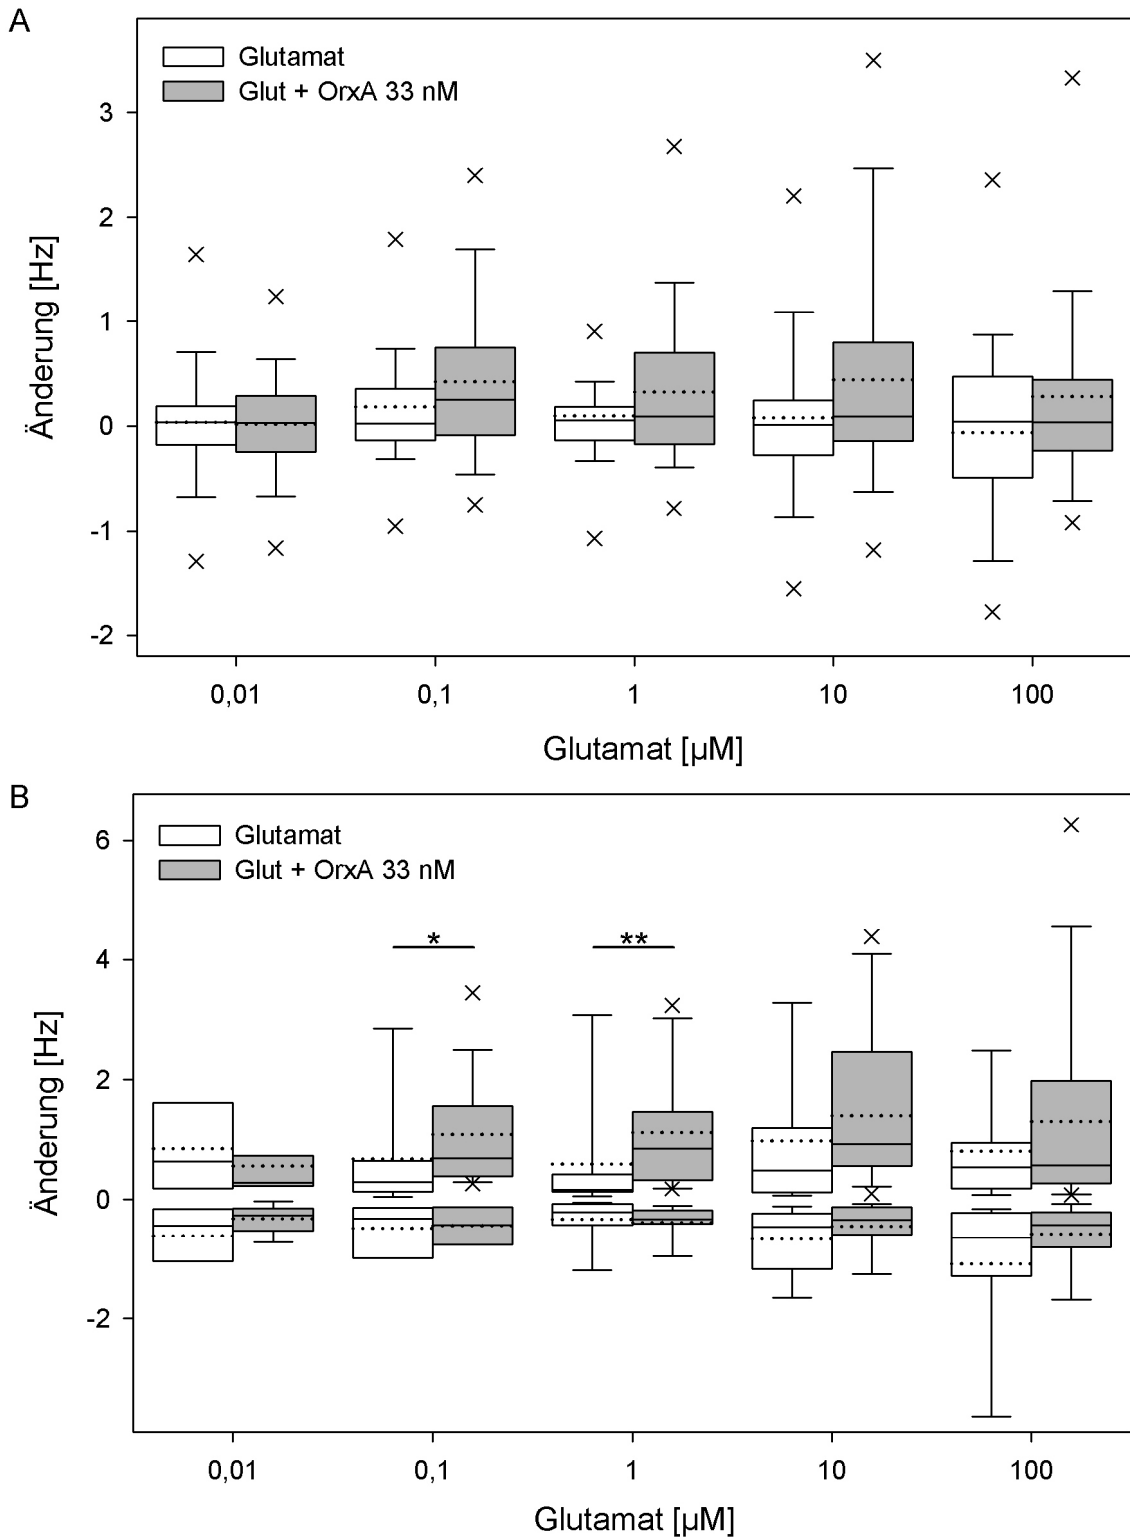 A
Glutamat
Glut + OrxA 33 nM
Änderung [Hz]
3
2
1
0
-1
-2
0,01 0,1 1 10 100
Glutamat [µM]
B
Glutamat
Glut + OrxA 33 nM
Änderung [Hz]
6
4
2
0
-2
* **
0,01 0,1 1 10 100
Glutamat [µM]